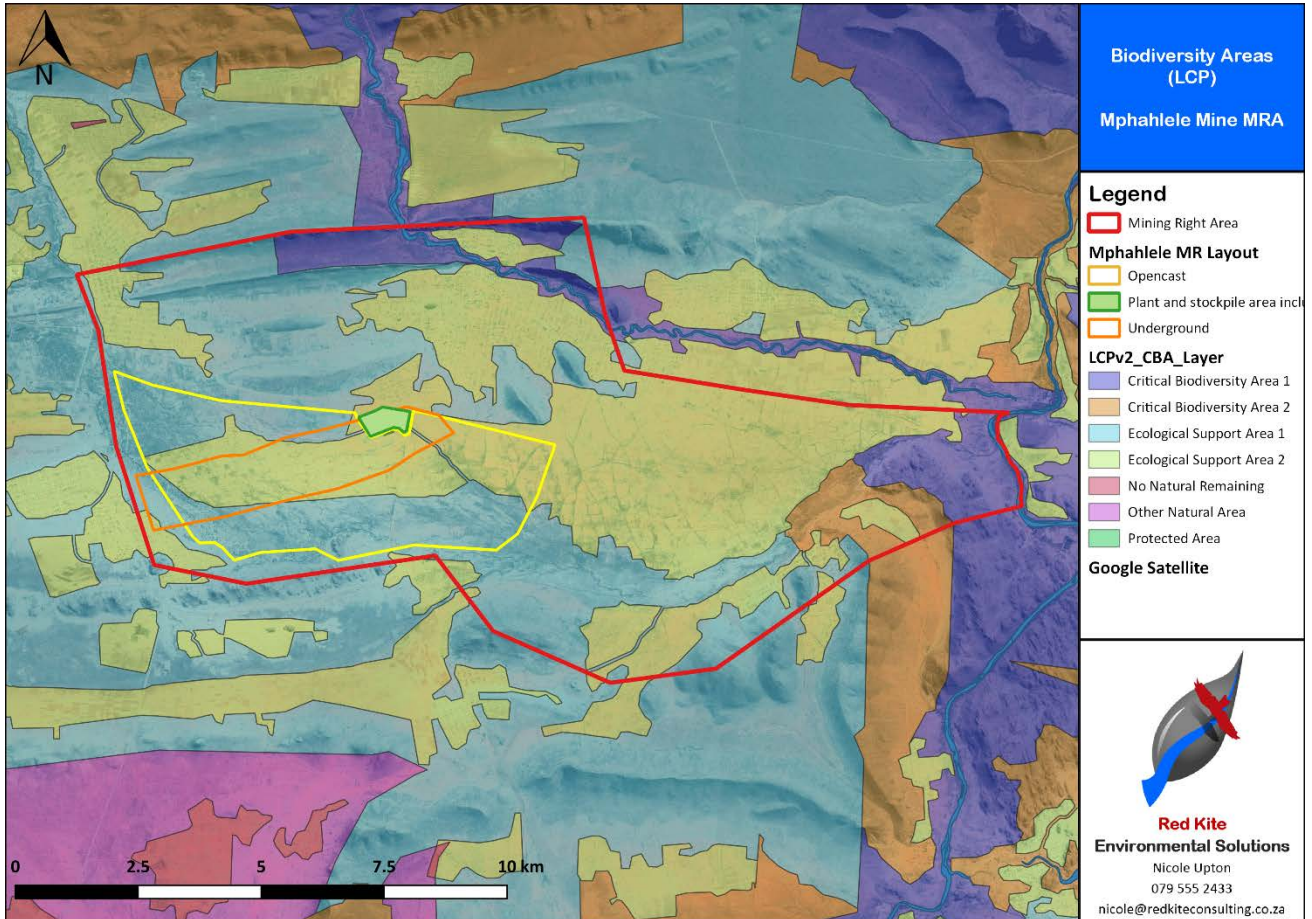 N
0 2.5 5 7.5 10 km
Biodiversity Areas
(LCP)
Mphahlele Mine MRA
Legend
Mining Right Area
Mphahlele MR Layout
Opencast
Plant and stockpile area inclu
Underground
LCPv2_CBA_Layer
Critical Biodiversity Area 1
Critical Biodiversity Area 2
Ecological Support Area 1
Ecological Support Area 2
No Natural Remaining
Other Natural Area
Protected Area
Google Satellite
Red Kite
Environmental Solutions
Nicole Upton
079 555 2433
nicole@redkiteconsulting.co.za